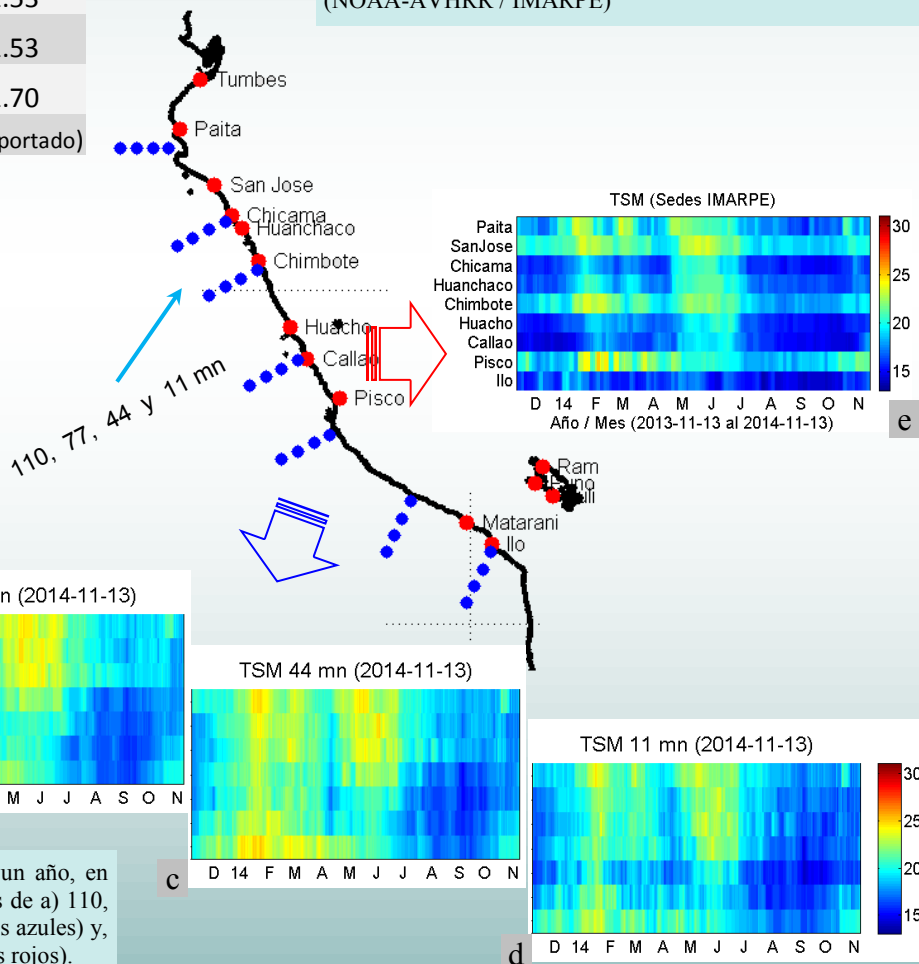 .53
.53
.70
portado)
(NOAA-AVHRR / IMARPE)
Tumbes
Paita
San Jose
Chicama
Huanchaco
Chimbote
Huacho
Callao
Pisco
110, 77, 44 y 11 mn
Ram
Matarani
Ilo
TSM (Sedes IMARPE)
Paita
SanJose
Chicama
Huanchaco
Chimbote
Huacho
Callao
Pisco
Ilo
30
25
20
15
D 14 F M A M J J A S O N
Año / Mes (2013-11-13 al 2014-11-13)
e
n (2014-11-13)
M J J A S O N
TSM 44 mn (2014-11-13)
D 14 F M A M J J A S O N
c
TSM 11 mn (2014-11-13)
30
25
20
15
D 14 F M A M J J A S O N
d
un año, en
s de a) 110,
s azules) y,
s rojos).